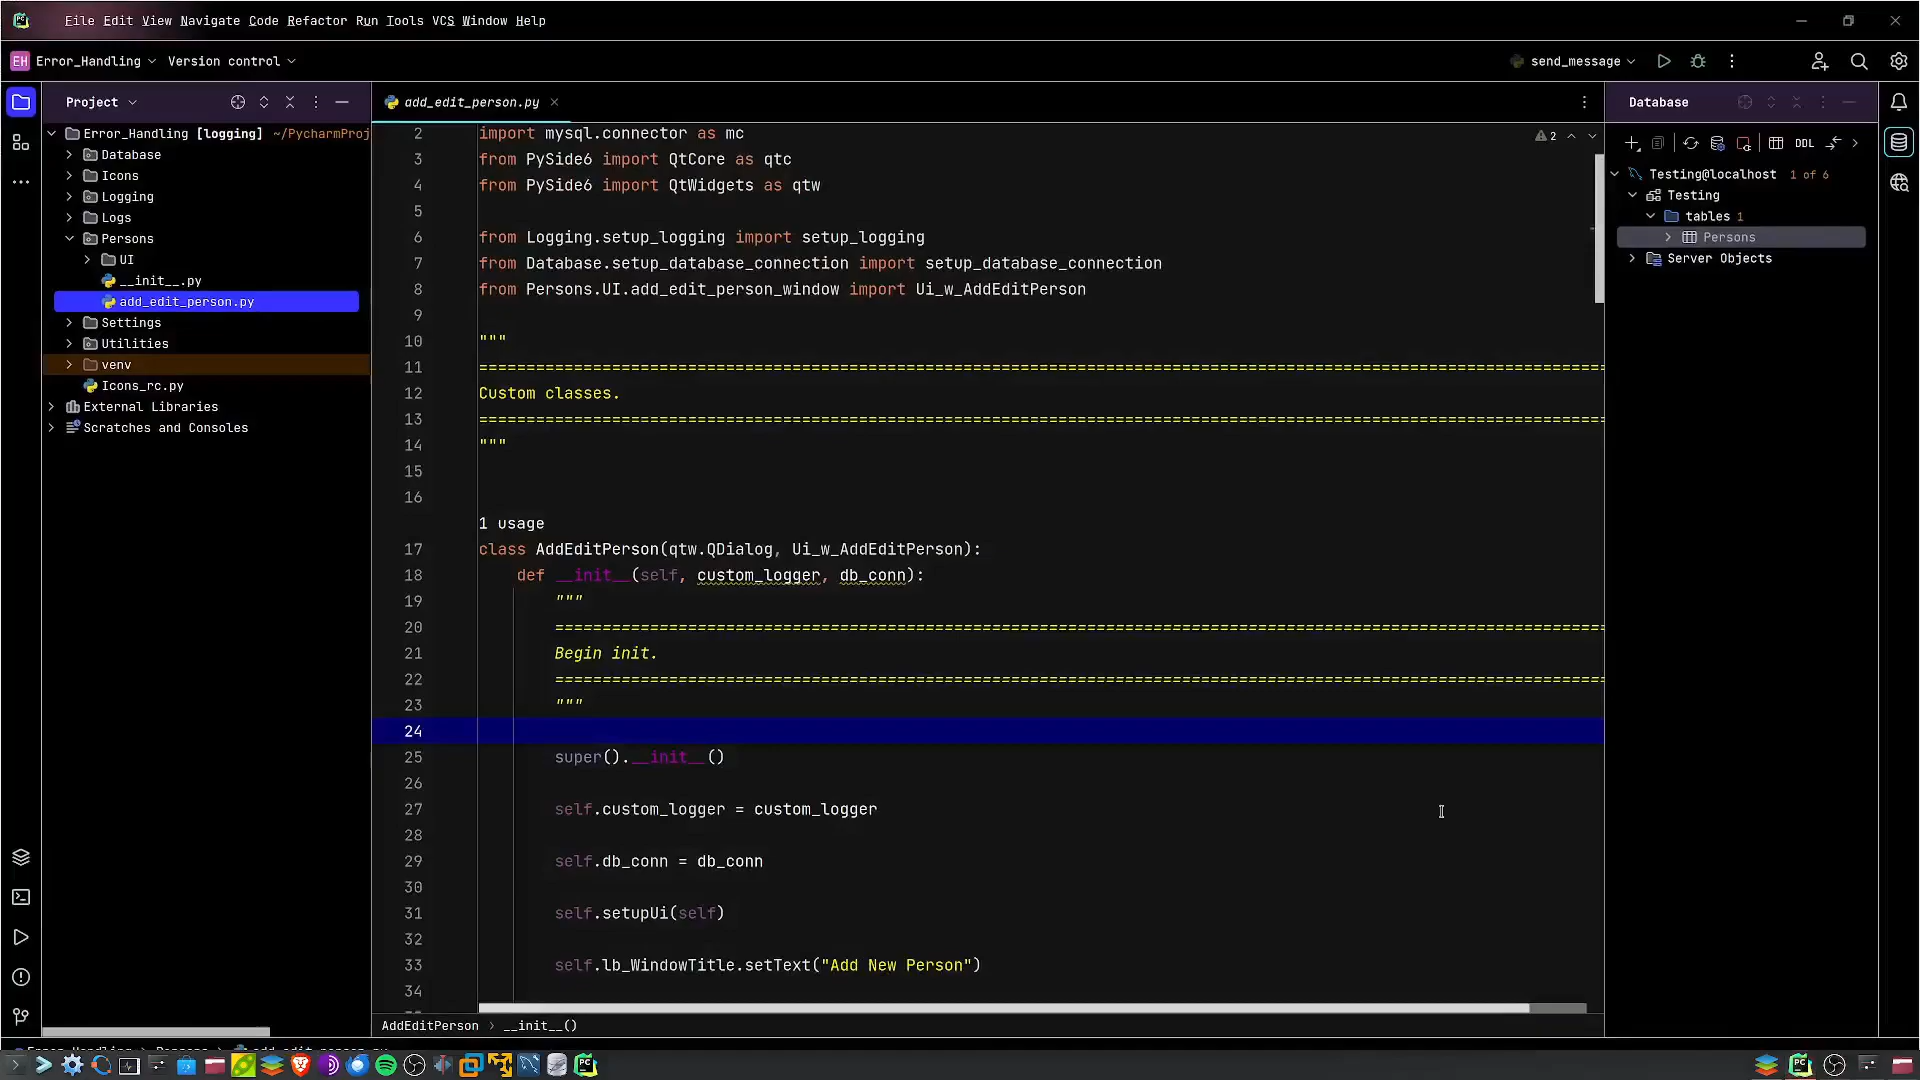 File Edit View Navigate Code Refactor Run Tools VCS Window Help
EH Error_Handling Version control send_message
Project
add_edit_person.py
Database
Error_Handling [logging] ~/PycharmProj
Database
Icons
Logging
Logs
Persons
UI
__init__.py
add_edit_person.py
Settings
Utilities
venv
Icons_rc.py
External Libraries
Scratches and Consoles
2 import mysql.connector as mc
3 from PySide6 import QtCore as qtc
4 from PySide6 import QtWidgets as qtw
5
6 from Logging.setup_logging import setup_logging
7 from Database.setup_database_connection import setup_database_connection
8 from Persons.UI.add_edit_person_window import Ui_w_AddEditPerson
9
10 """
11 ======================================================================================================================
12 Custom classes.
13 ======================================================================================================================
14 """
15
16
1 usage
17 class AddEditPerson(qtw.QDialog, Ui_w_AddEditPerson):
18 def __init__(self, custom_logger, db_conn):
19 """
20 ==============================================================================================================
21 Begin init.
22 ==============================================================================================================
23 """
24
25 super().__init__()
26
27 self.custom_logger = custom_logger
28
29 self.db_conn = db_conn
30
31 self.setupUi(self)
32
33 self.lb_WindowTitle.setText("Add New Person")
34
2
AddEditPerson > __init__()
DDL
Testing@localhost 1 of 6
Testing
tables 1
Persons
Server Objects